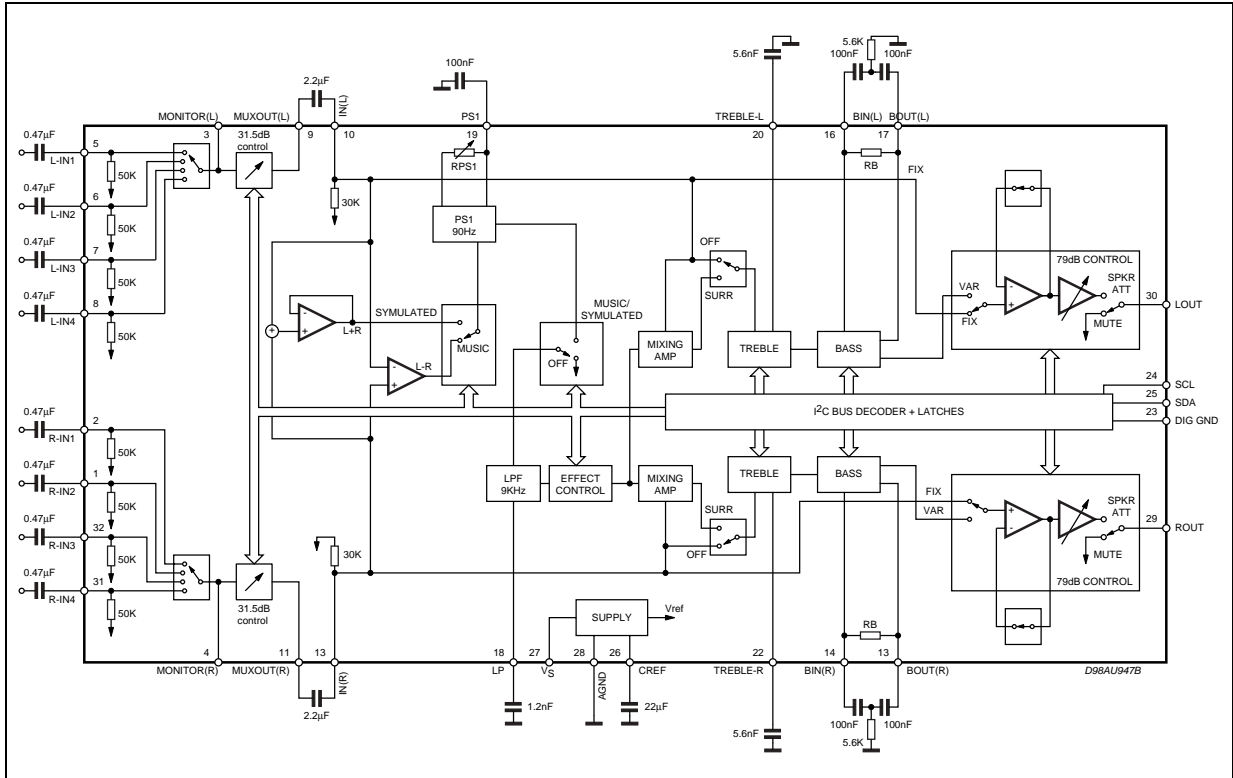 5.6K
100nF 100nF
5.6nF
100nF
2.2µF
IN(L)
MONITOR(L) MUXOUT(L) PS1 TREBLE-L BIN(L) BOUT(L)
3 9 10 19 20 16 17
0.47µF
5
L-IN1
31.5dB
control
50K
RPS1
RB
FIX
0.47µF
6
L-IN2
50K
30K
PS1
90Hz
OFF
SURR
0.47µF
7
L-IN3
50K
79dB CONTROL
0.47µF
8
L-IN4
50K
SYMULATED
L+R
MUSIC
L-R
MUSIC/
SYMULATED
OFF
MIXING
AMP
TREBLE
BASS
VAR
FIX
- +
SPKR
ATT
MUTE
30
LOUT
+
- +
- +
24
SCL
25
SDA
23
DIG GND
I2C BUS DECODER + LATCHES
0.47µF
2
R-IN1
50K
0.47µF
1
R-IN2
50K
LPF
9KHz
EFFECT
CONTROL
MIXING
AMP
TREBLE
BASS
SURR
OFF
FIX
VAR
+ -
SPKR
ATT
MUTE
29
ROUT
79dB CONTROL
0.47µF
32
R-IN3
50K
0.47µF
31
R-IN4
50K
31.5dB
control
30K
SUPPLY
Vref
RB
4 11 13 18 27 28 26 22 14 13
MONITOR(R) MUXOUT(R) IN(R) LP VS AGND CREF TREBLE-R BIN(R) BOUT(R)
D98AU947B
2.2µF
1.2nF
22µF
5.6nF
100nF 100nF
5.6K